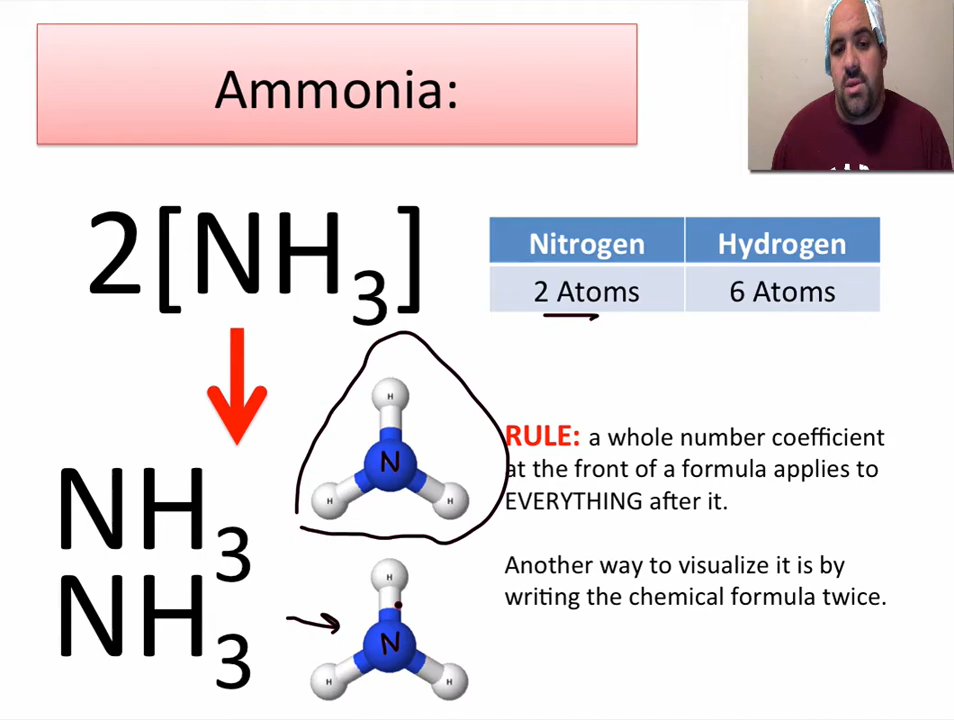 Ammonia:
2[NH₃]
Nitrogen Hydrogen
2 Atoms 6 Atoms
H
N
H H
RULE: a whole number coefficient
at the front of a formula applies to
EVERYTHING after it.
NH₃
Another way to visualize it is by
writing the chemical formula twice.
NH₃
H
N
H H